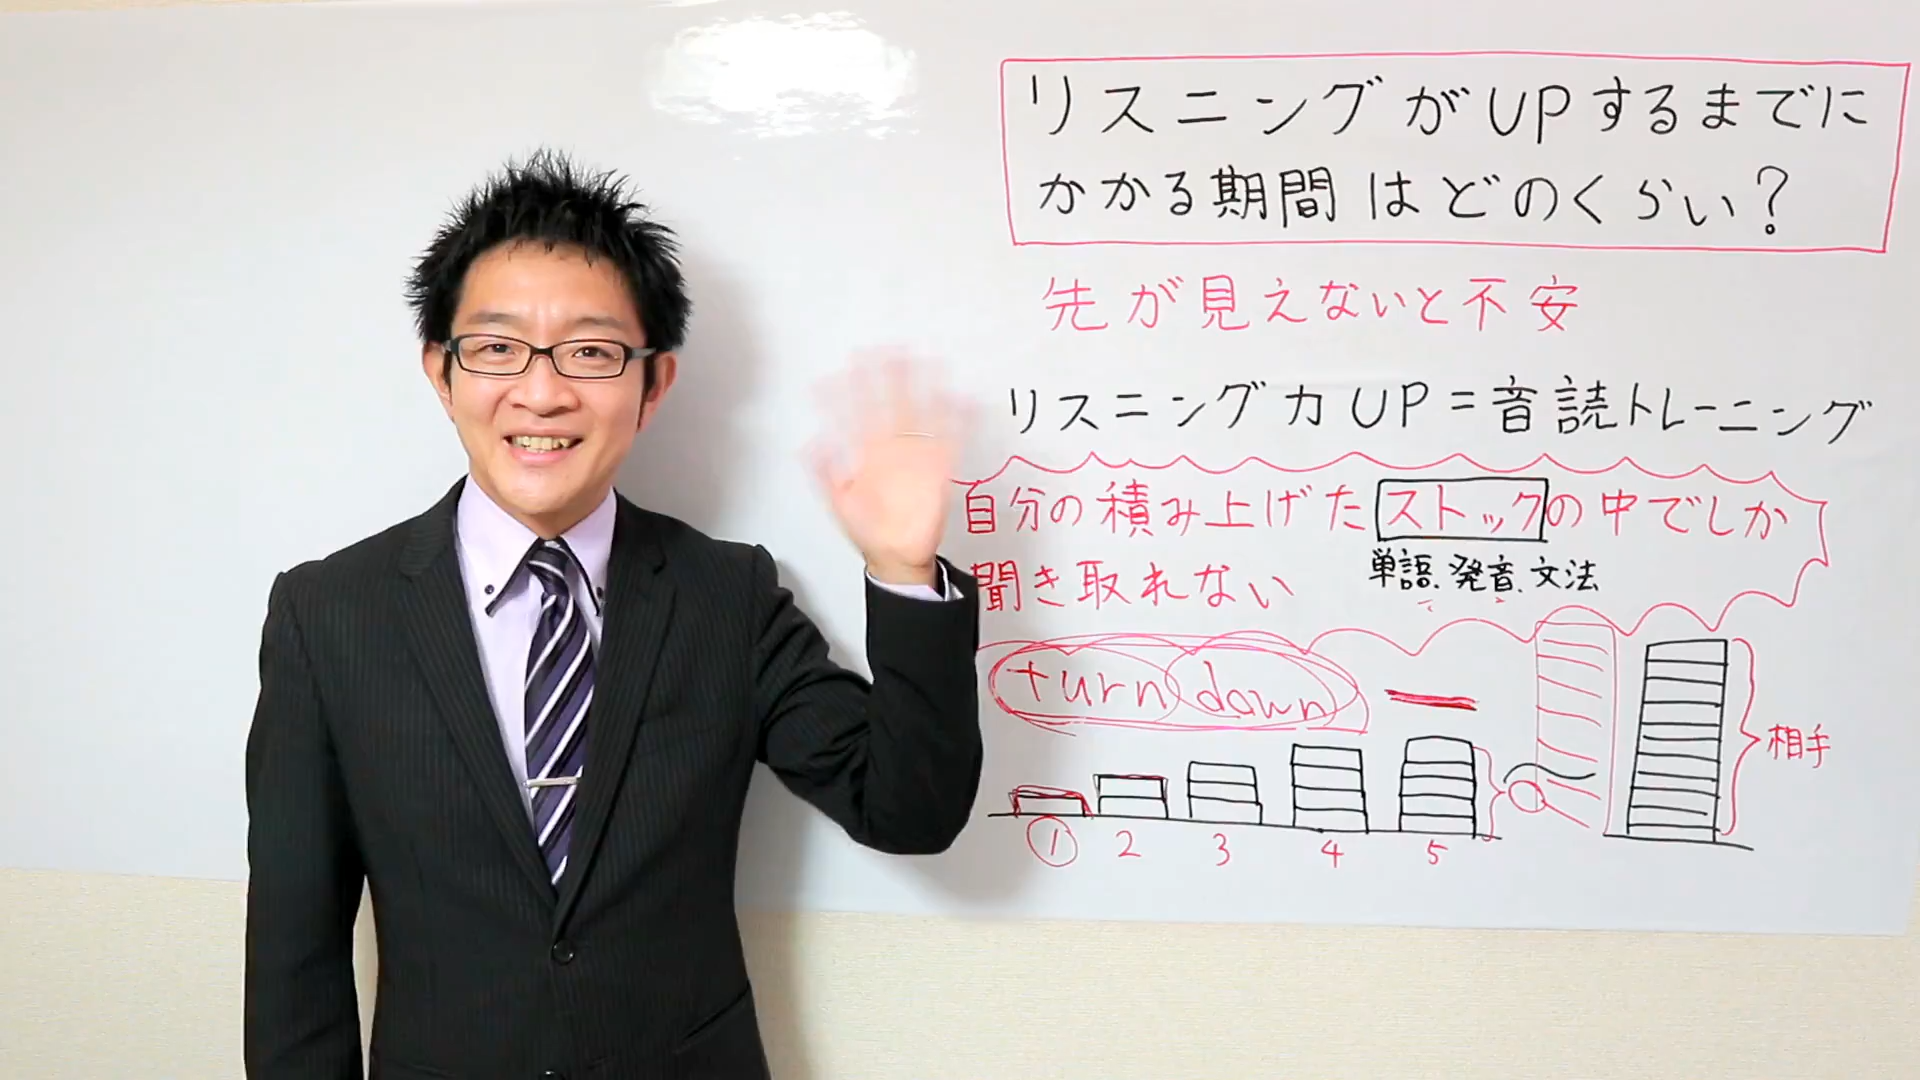 リスニングがUPするまでに
かかる期間はどのくらい?
先が見えないと不安
リスニング力UP=音読トレーニング
自分の積み上げたストックの中でしか
聞き取れない
単語、発音、文法
turn down
相手
1 2 3 4 5